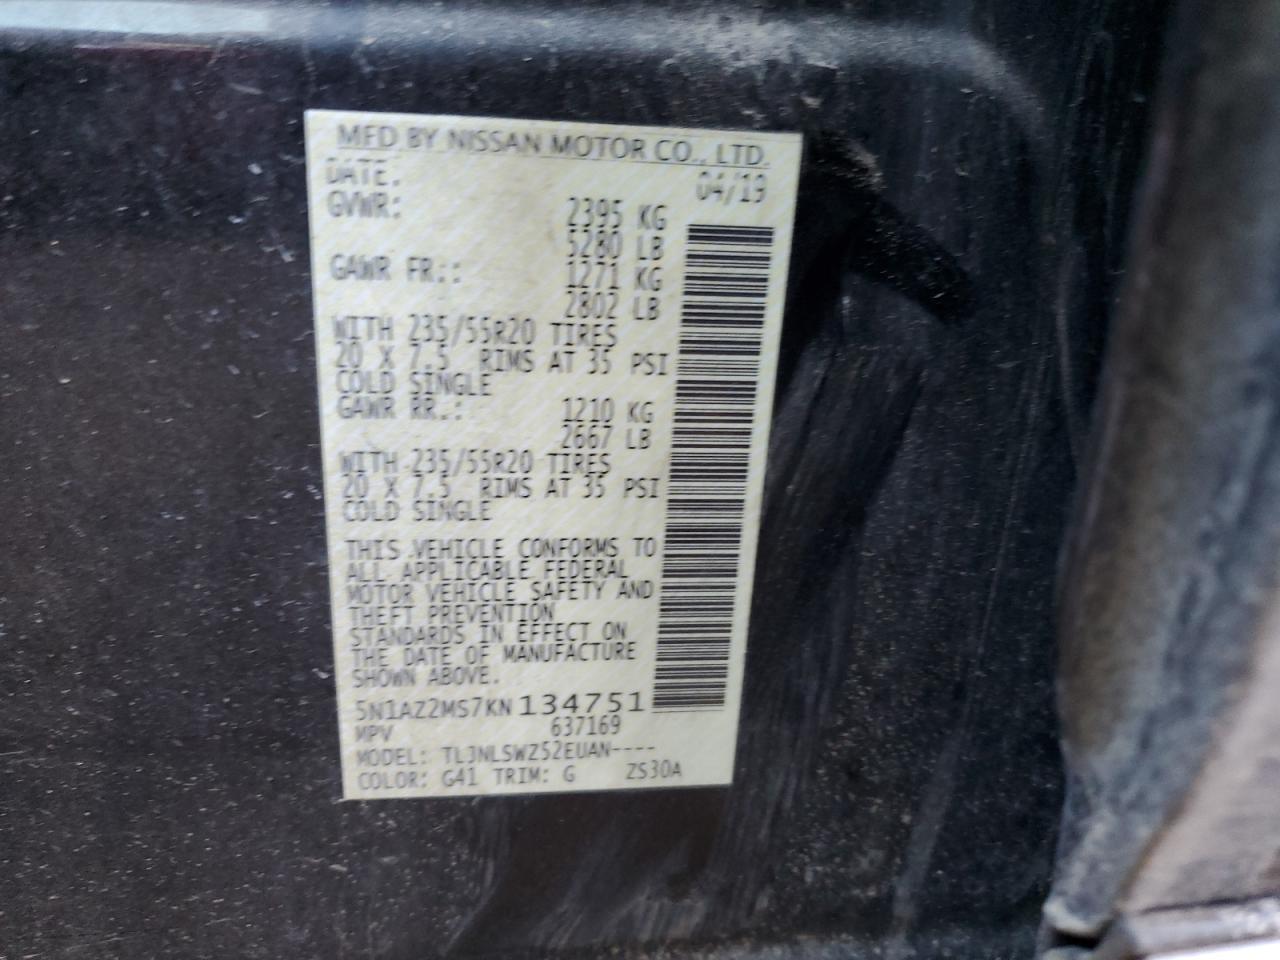 MFD BY NISSAN MOTOR CO., LTD.
DATE: 04/19
GVWR: 2395 KG
5280 LB
GAWR FR.: 1271 KG
2802 LB
WITH 235/55R20 TIRES
20 X 7.5 RIMS AT 35 PSI
COLD SINGLE
GAWR RR.: 1210 KG
2667 LB
WITH 235/55R20 TIRES
20 X 7.5 RIMS AT 35 PSI
COLD SINGLE
THIS VEHICLE CONFORMS TO
ALL APPLICABLE FEDERAL
MOTOR VEHICLE SAFETY AND
THEFT PREVENTION
STANDARDS IN EFFECT ON
THE DATE OF MANUFACTURE
SHOWN ABOVE.
5N1AZ2MS7KN134751
MPV 637169
MODEL: TLJNLSWZ52EUAN----
COLOR: G41 TRIM: G ZS30A